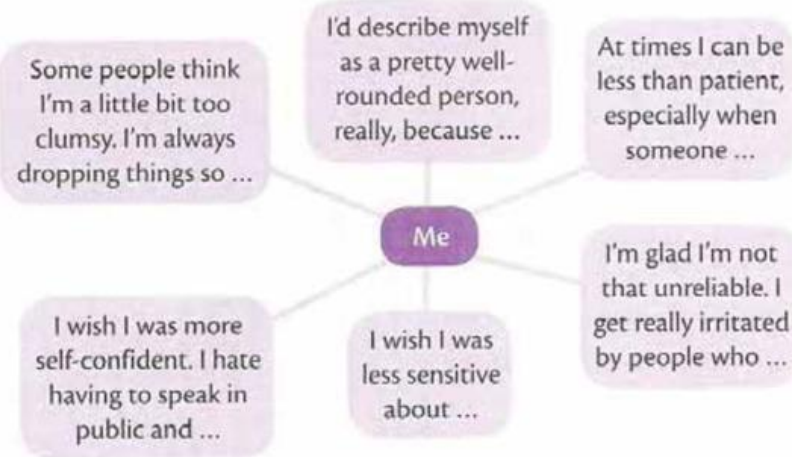 Some people think
I'm a little bit too
clumsy. I'm always
dropping things so ...
I'd describe myself
as a pretty well-
rounded person,
really, because ...
At times I can be
less than patient,
especially when
someone ...
Me
I wish I was more
self-confident. I hate
having to speak in
public and ...
I wish I was
less sensitive
about ...
I'm glad I'm not
that unreliable. I
get really irritated
by people who ...